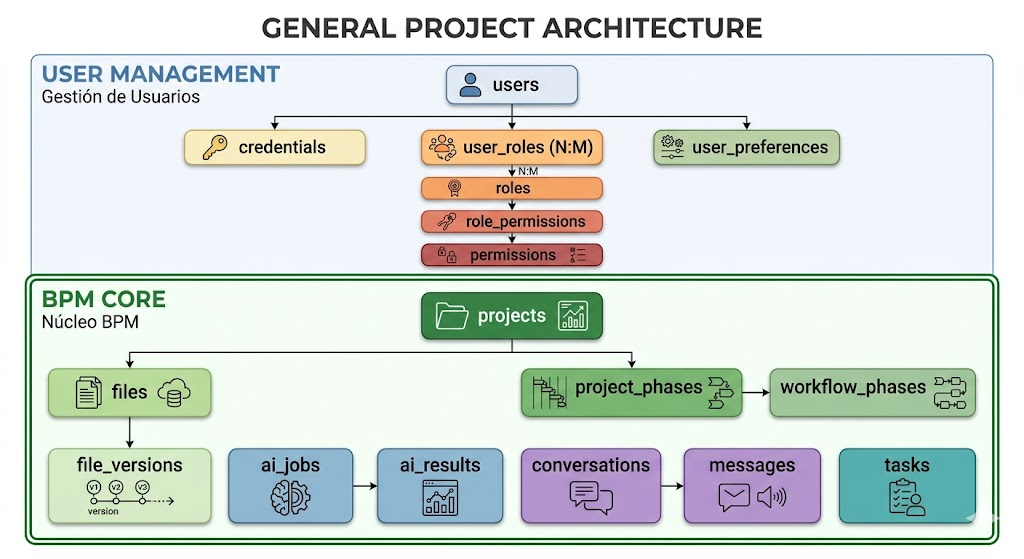 GENERAL PROJECT ARCHITECTURE
USER MANAGEMENT
Gestión de Usuarios
users
credentials
user_roles (N:M)
user_preferences
N:M
roles
role_permissions
permissions
BPM CORE
Núcleo BPM
projects
files
project_phases
workflow_phases
file_versions
v1 v2 v3
version
ai_jobs
ai_results
conversations
messages
tasks